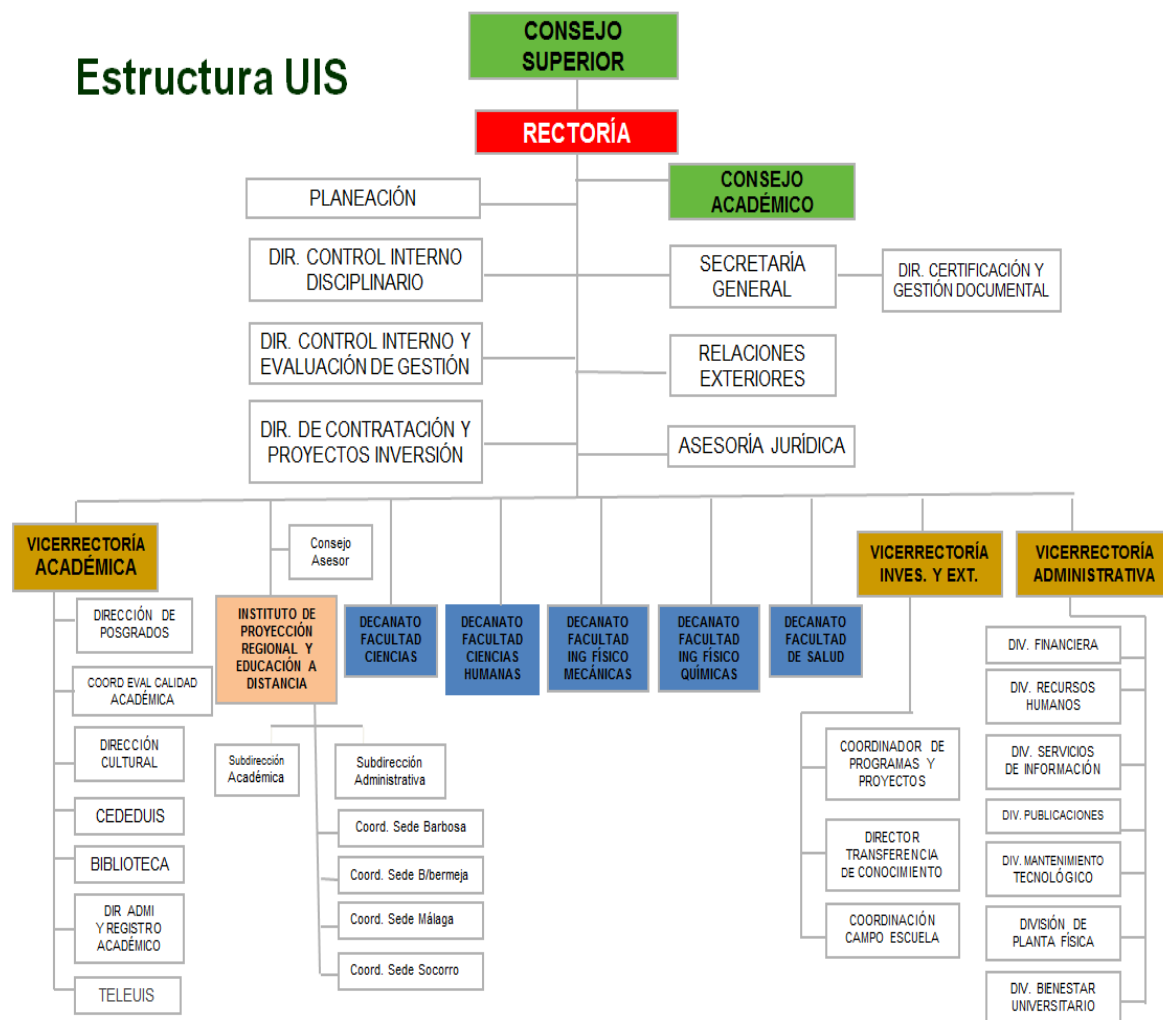 Estructura UIS
CONSEJO
SUPERIOR
RECTORÍA
CONSEJO
ACADÉMICO
PLANEACIÓN
DIR. CONTROL INTERNO
DISCIPLINARIO
SECRETARÍA
GENERAL
DIR. CERTIFICACIÓN Y
GESTIÓN DOCUMENTAL
DIR. CONTROL INTERNO Y
EVALUACIÓN DE GESTIÓN
RELACIONES
EXTERIORES
DIR. DE CONTRATACIÓN Y
PROYECTOS INVERSIÓN
ASESORÍA JURÍDICA
VICERRECTORÍA
ACADÉMICA
DIRECCIÓN DE
POSGRADOS
COORD EVAL CALIDAD
ACADÉMICA
DIRECCIÓN
CULTURAL
CEDEDUIS
BIBLIOTECA
DIR ADMI
Y REGISTRO
ACADÉMICO
TELEUIS
Consejo
Asesor
INSTITUTO DE
PROYECCIÓN
REGIONAL Y
EDUCACIÓN A
DISTANCIA
Subdirección
Académica
Subdirección
Administrativa
Coord. Sede Barbosa
Coord. Sede B/bermeja
Coord. Sede Málaga
Coord. Sede Socorro
DECANATO
FACULTAD
CIENCIAS
DECANATO
FACULTAD
CIENCIAS
HUMANAS
DECANATO
FACULTAD
ING FÍSICO
MECÁNICAS
DECANATO
FACULTAD
ING FÍSICO
QUÍMICAS
DECANATO
FACULTAD
DE SALUD
VICERRECTORÍA
INVES. Y EXT.
COORDINADOR DE
PROGRAMAS Y
PROYECTOS
DIRECTOR
TRANSFERENCIA
DE CONOCIMIENTO
COORDINACIÓN
CAMPO ESCUELA
VICERRECTORÍA
ADMINISTRATIVA
DIV. FINANCIERA
DIV. RECURSOS
HUMANOS
DIV. SERVICIOS
DE INFORMACIÓN
DIV. PUBLICACIONES
DIV. MANTENIMIENTO
TECNOLÓGICO
DIVISIÓN DE
PLANTA FÍSICA
DIV. BIENESTAR
UNIVERSITARIO